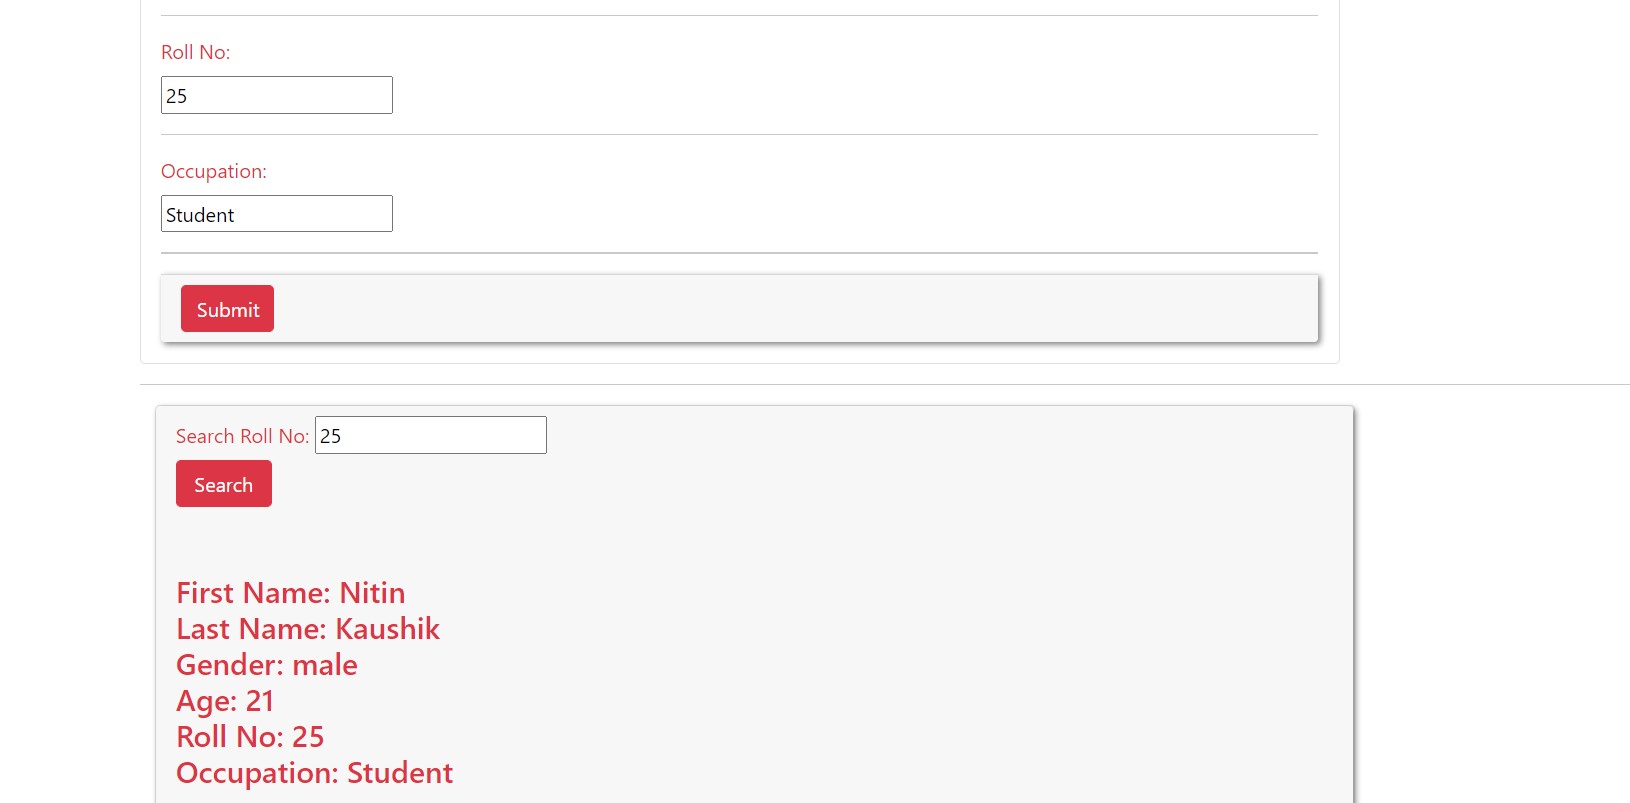 Roll No:
25
Occupation:
Student
Submit
Search Roll No: 25
Search
First Name: Nitin
Last Name: Kaushik
Gender: male
Age: 21
Roll No: 25
Occupation: Student